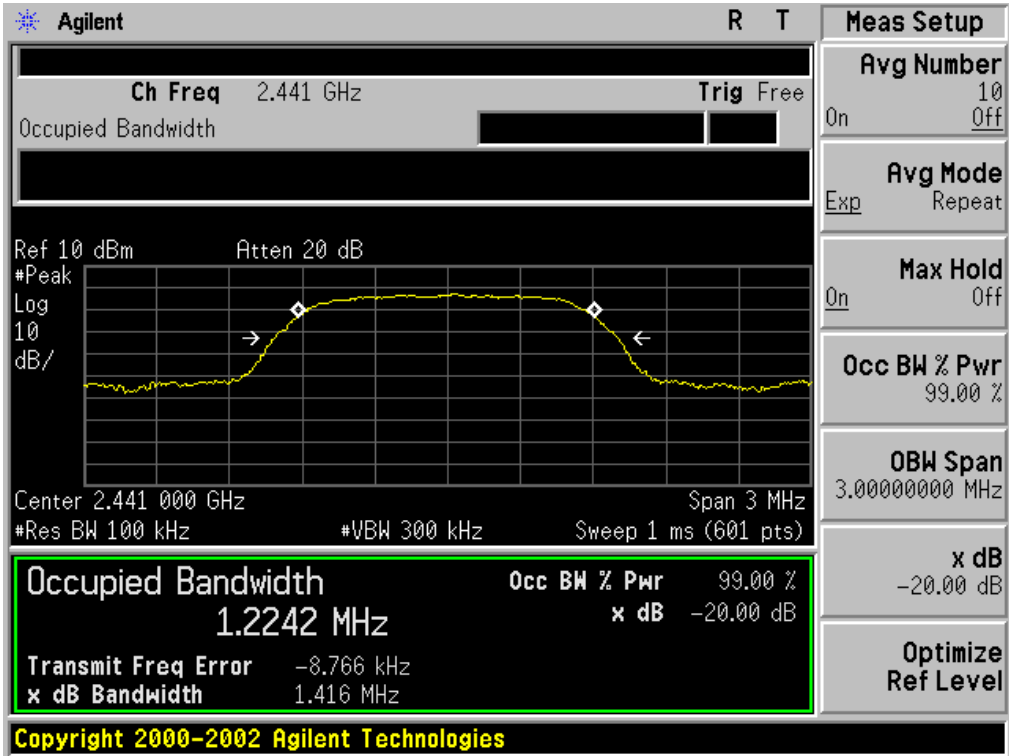 Agilent R T
Ch Freq 2.441 GHz Trig Free
Occupied Bandwidth
Ref 10 dBm Atten 20 dB
#Peak
Log
10
dB/
Center 2.441 000 GHz Span 3 MHz
#Res BW 100 kHz #VBW 300 kHz Sweep 1 ms (601 pts)
Occupied Bandwidth Occ BW % Pwr 99.00 %
1.2242 MHz x dB -20.00 dB
Transmit Freq Error -8.766 kHz
x dB Bandwidth 1.416 MHz
Copyright 2000-2002 Agilent Technologies
Meas Setup
Avg Number
10
On Off
Avg Mode
Exp Repeat
Max Hold
On Off
Occ BW % Pwr
99.00 %
OBW Span
3.00000000 MHz
x dB
-20.00 dB
Optimize
Ref Level